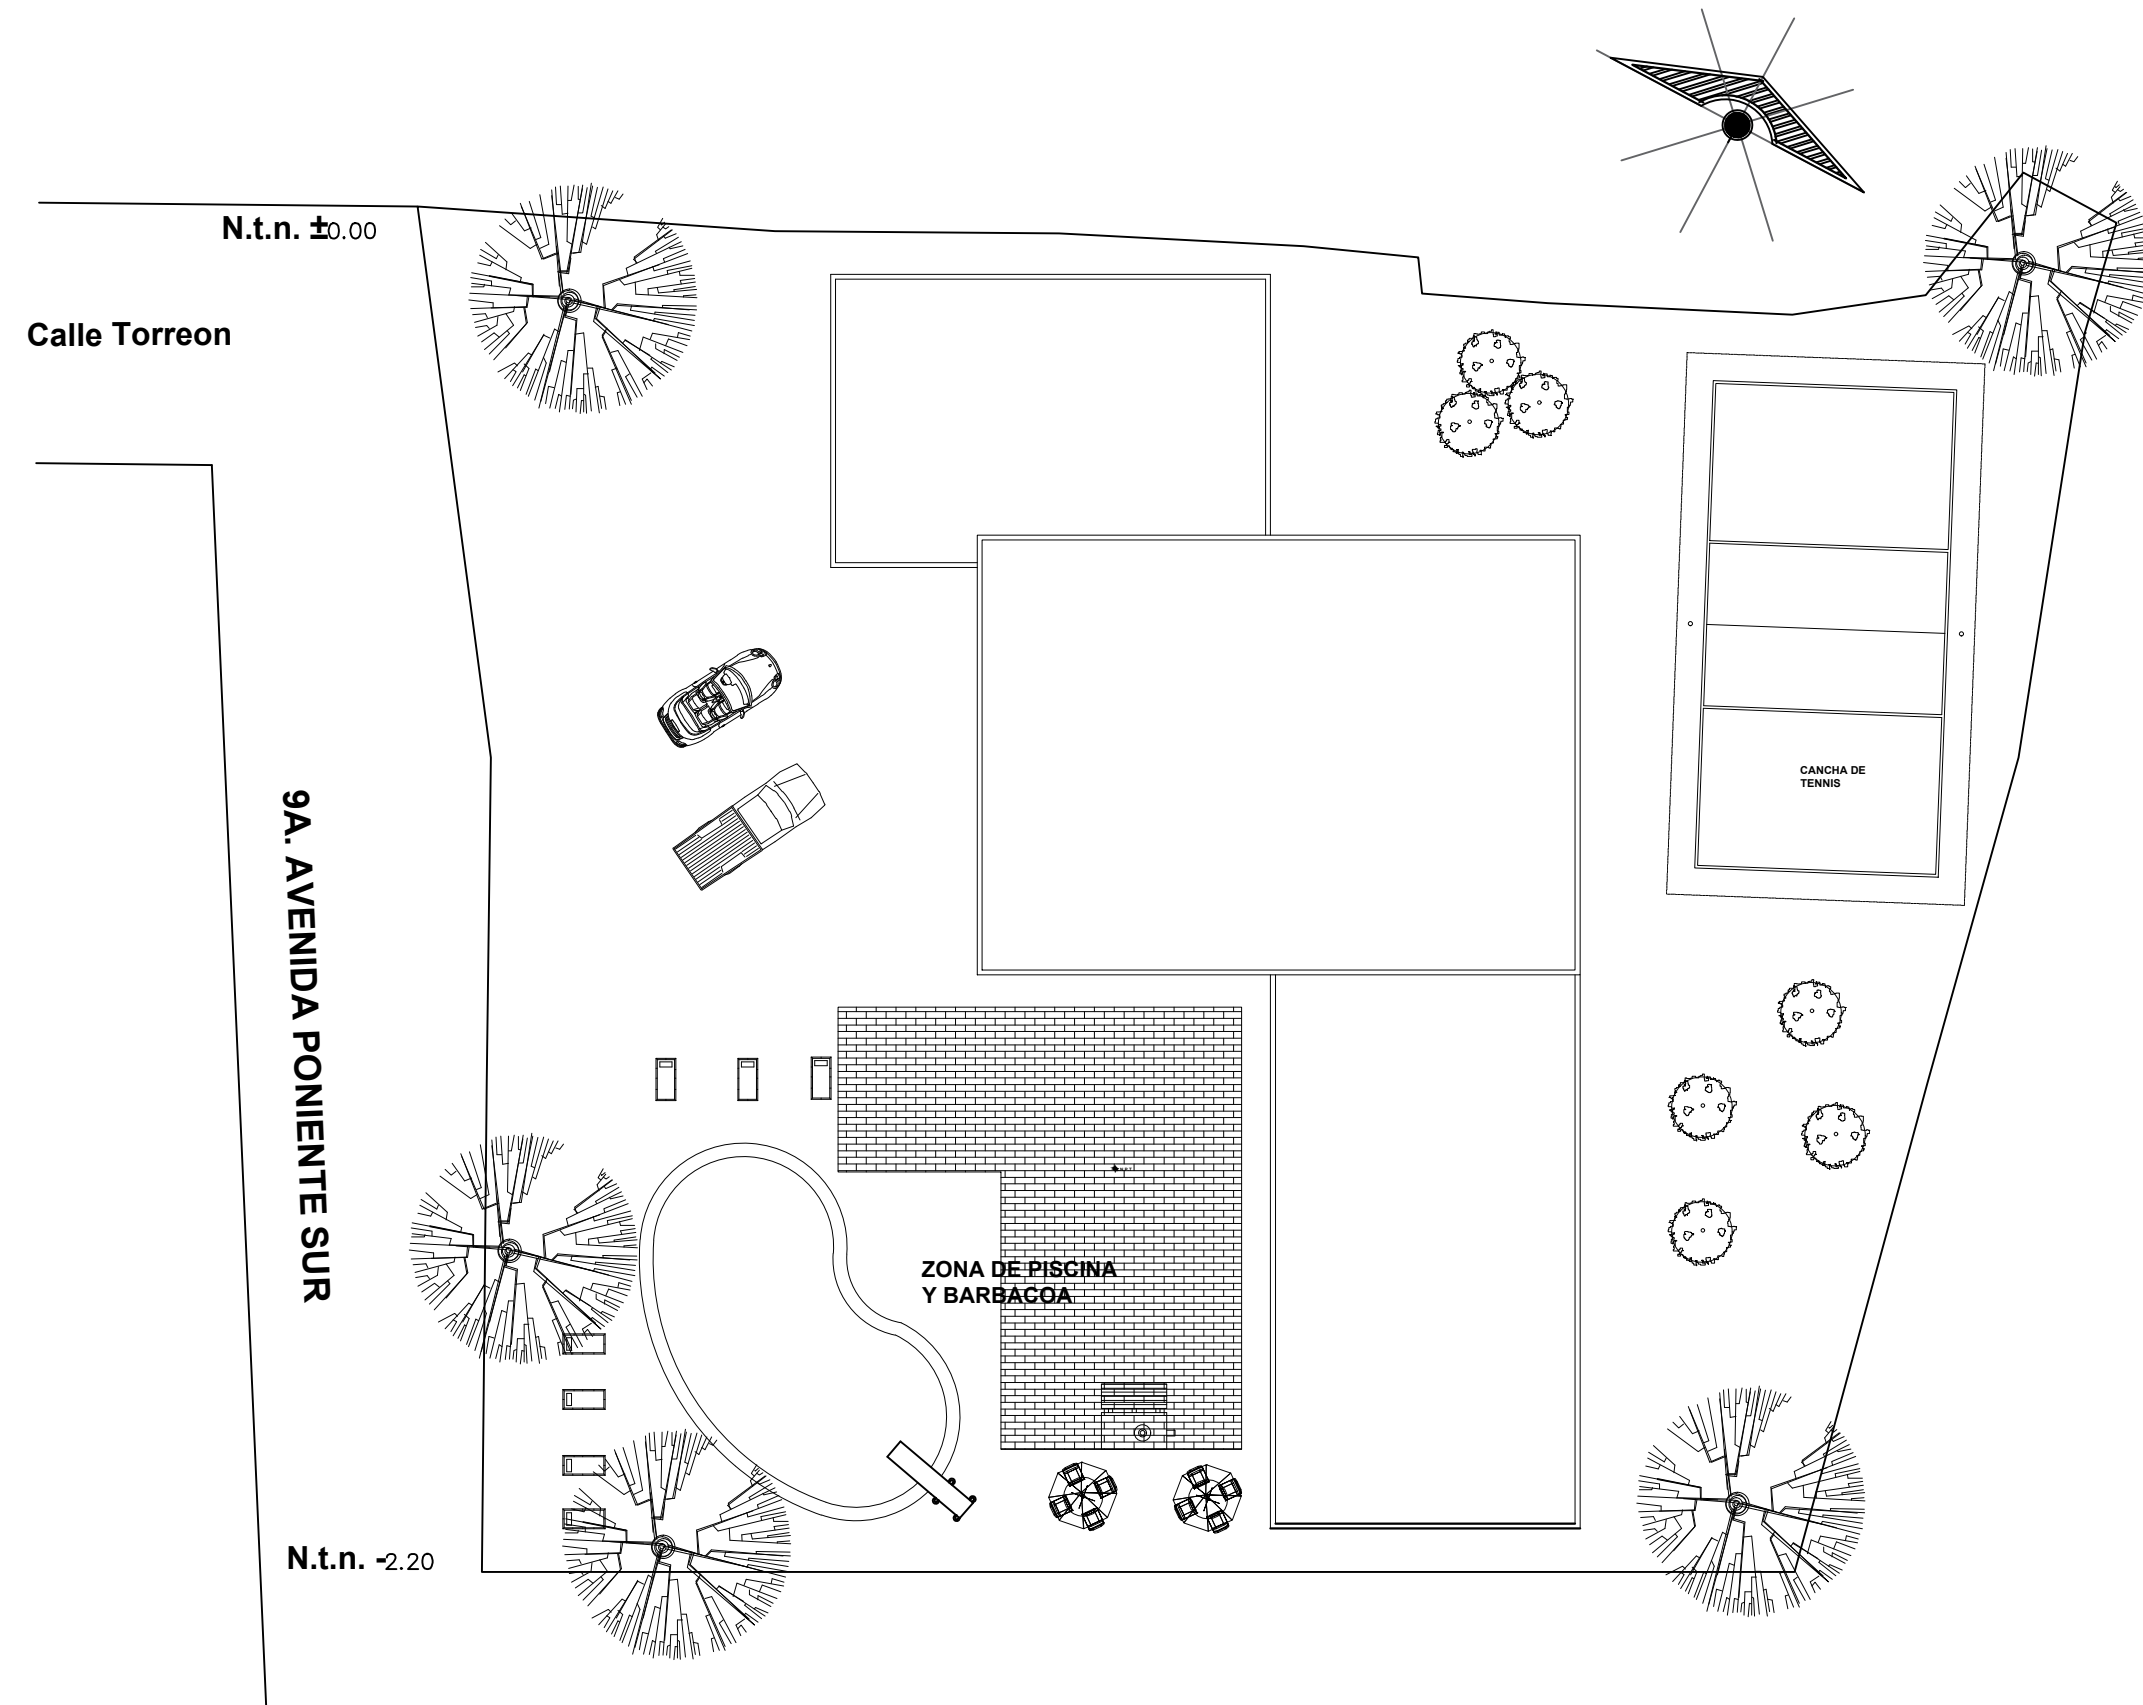 N.t.n. ±0.00
Calle Torreon
9A. AVENIDA PONIENTE SUR
CANCHA DE
TENNIS
ZONA DE PISCINA
Y BARBACOA
N.t.n. -2.20